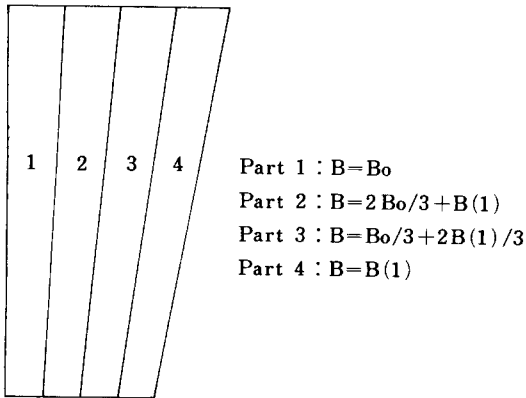 1 2 3 4
Part 1 : B=Bo
Part 2 : B=2 Bo/3+B(1)
Part 3 : B=Bo/3+2B(1)/3
Part 4 : B=B(1)